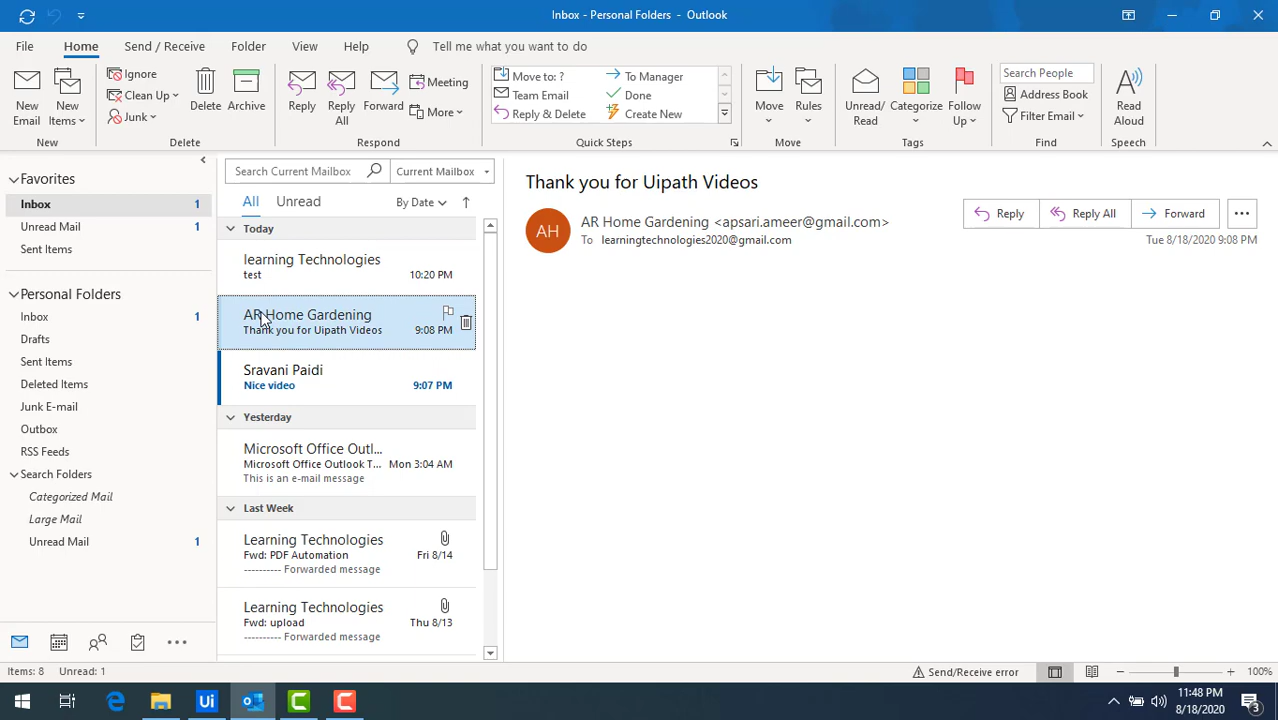 Inbox - Personal Folders - Outlook
File Home Send / Receive Folder View Help Tell me what you want to do
New Email
New Items
New
Ignore
Clean Up
Junk
Delete
Archive
Delete
Reply
Reply All
Forward
Meeting
More
Respond
Move to: ?
Team Email
Reply & Delete
To Manager
Done
Create New
Quick Steps
Move
Rules
Move
Unread/ Read
Categorize
Follow Up
Tags
Search People
Address Book
Filter Email
Find
Read Aloud
Speech
Favorites
Inbox 1
Unread Mail 1
Sent Items
Personal Folders
Inbox 1
Drafts
Sent Items
Deleted Items
Junk E-mail
Outbox
RSS Feeds
Search Folders
Categorized Mail
Large Mail
Unread Mail 1
Search Current Mailbox Current Mailbox
All Unread By Date
Today
learning Technologies
test 10:20 PM
AR Home Gardening
Thank you for Uipath Videos 9:08 PM
Sravani Paidi
Nice video 9:07 PM
Yesterday
Microsoft Office Outl...
Microsoft Office Outlook T... Mon 3:04 AM
This is an e-mail message
Last Week
Learning Technologies
Fwd: PDF Automation Fri 8/14
---------- Forwarded message
Learning Technologies
Fwd: upload Thu 8/13
---------- Forwarded message
Thank you for Uipath Videos
AH
AR Home Gardening <apsari.ameer@gmail.com>
To learningtechnologies2020@gmail.com
Reply Reply All Forward ...
Tue 8/18/2020 9:08 PM
Items: 8 Unread: 1
Send/Receive error
100%
Ui
11:48 PM
8/18/2020
3